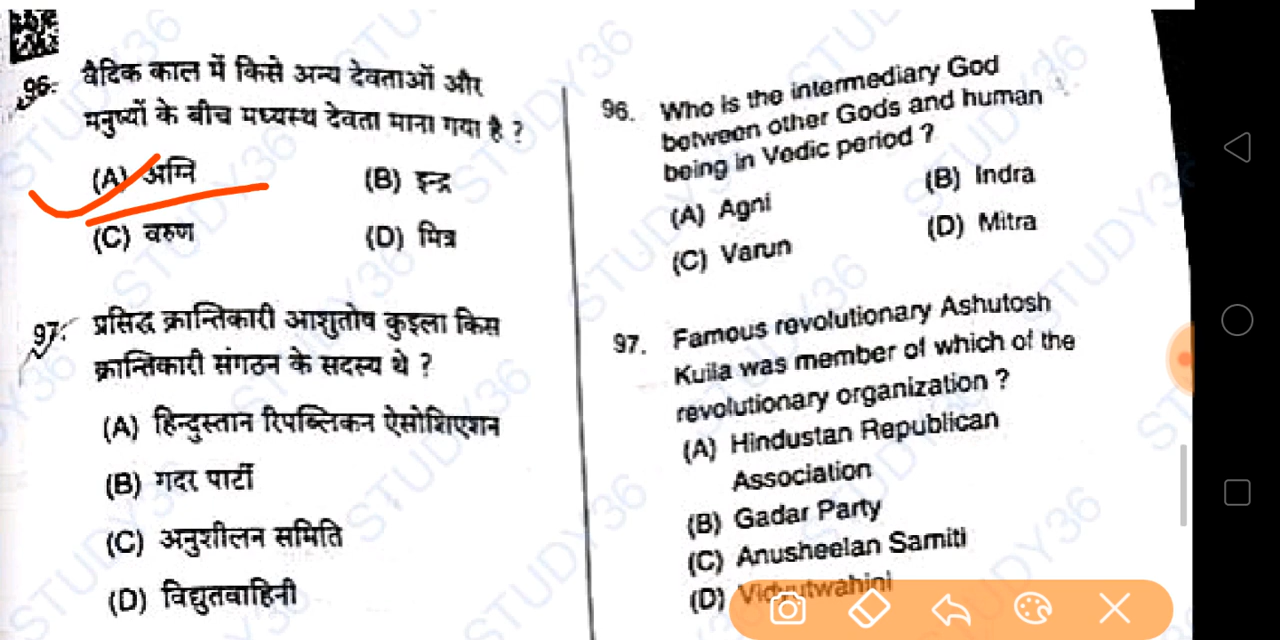 96. वैदिक काल में किसे अन्य देवताओं और
मनुष्यों के बीच मध्यस्थ देवता माना गया है ?
(A) अग्नि (B) इन्द्र
(C) वरुण (D) मित्र
97. प्रसिद्ध क्रान्तिकारी आशुतोष कुइला किस
क्रान्तिकारी संगठन के सदस्य थे ?
(A) हिन्दुस्तान रिपब्लिकन ऐसोशिएशन
(B) गदर पार्टी
(C) अनुशीलन समिति
(D) विद्युतवाहिनी
96. Who is the intermediary God
between other Gods and human
being in Vedic period ?
(A) Agni (B) Indra
(C) Varun (D) Mitra
97. Famous revolutionary Ashutosh
Kuila was member of which of the
revolutionary organization ?
(A) Hindustan Republican
Association
(B) Gadar Party
(C) Anusheelan Samiti
(D) Vidyutwahini
STUDY36